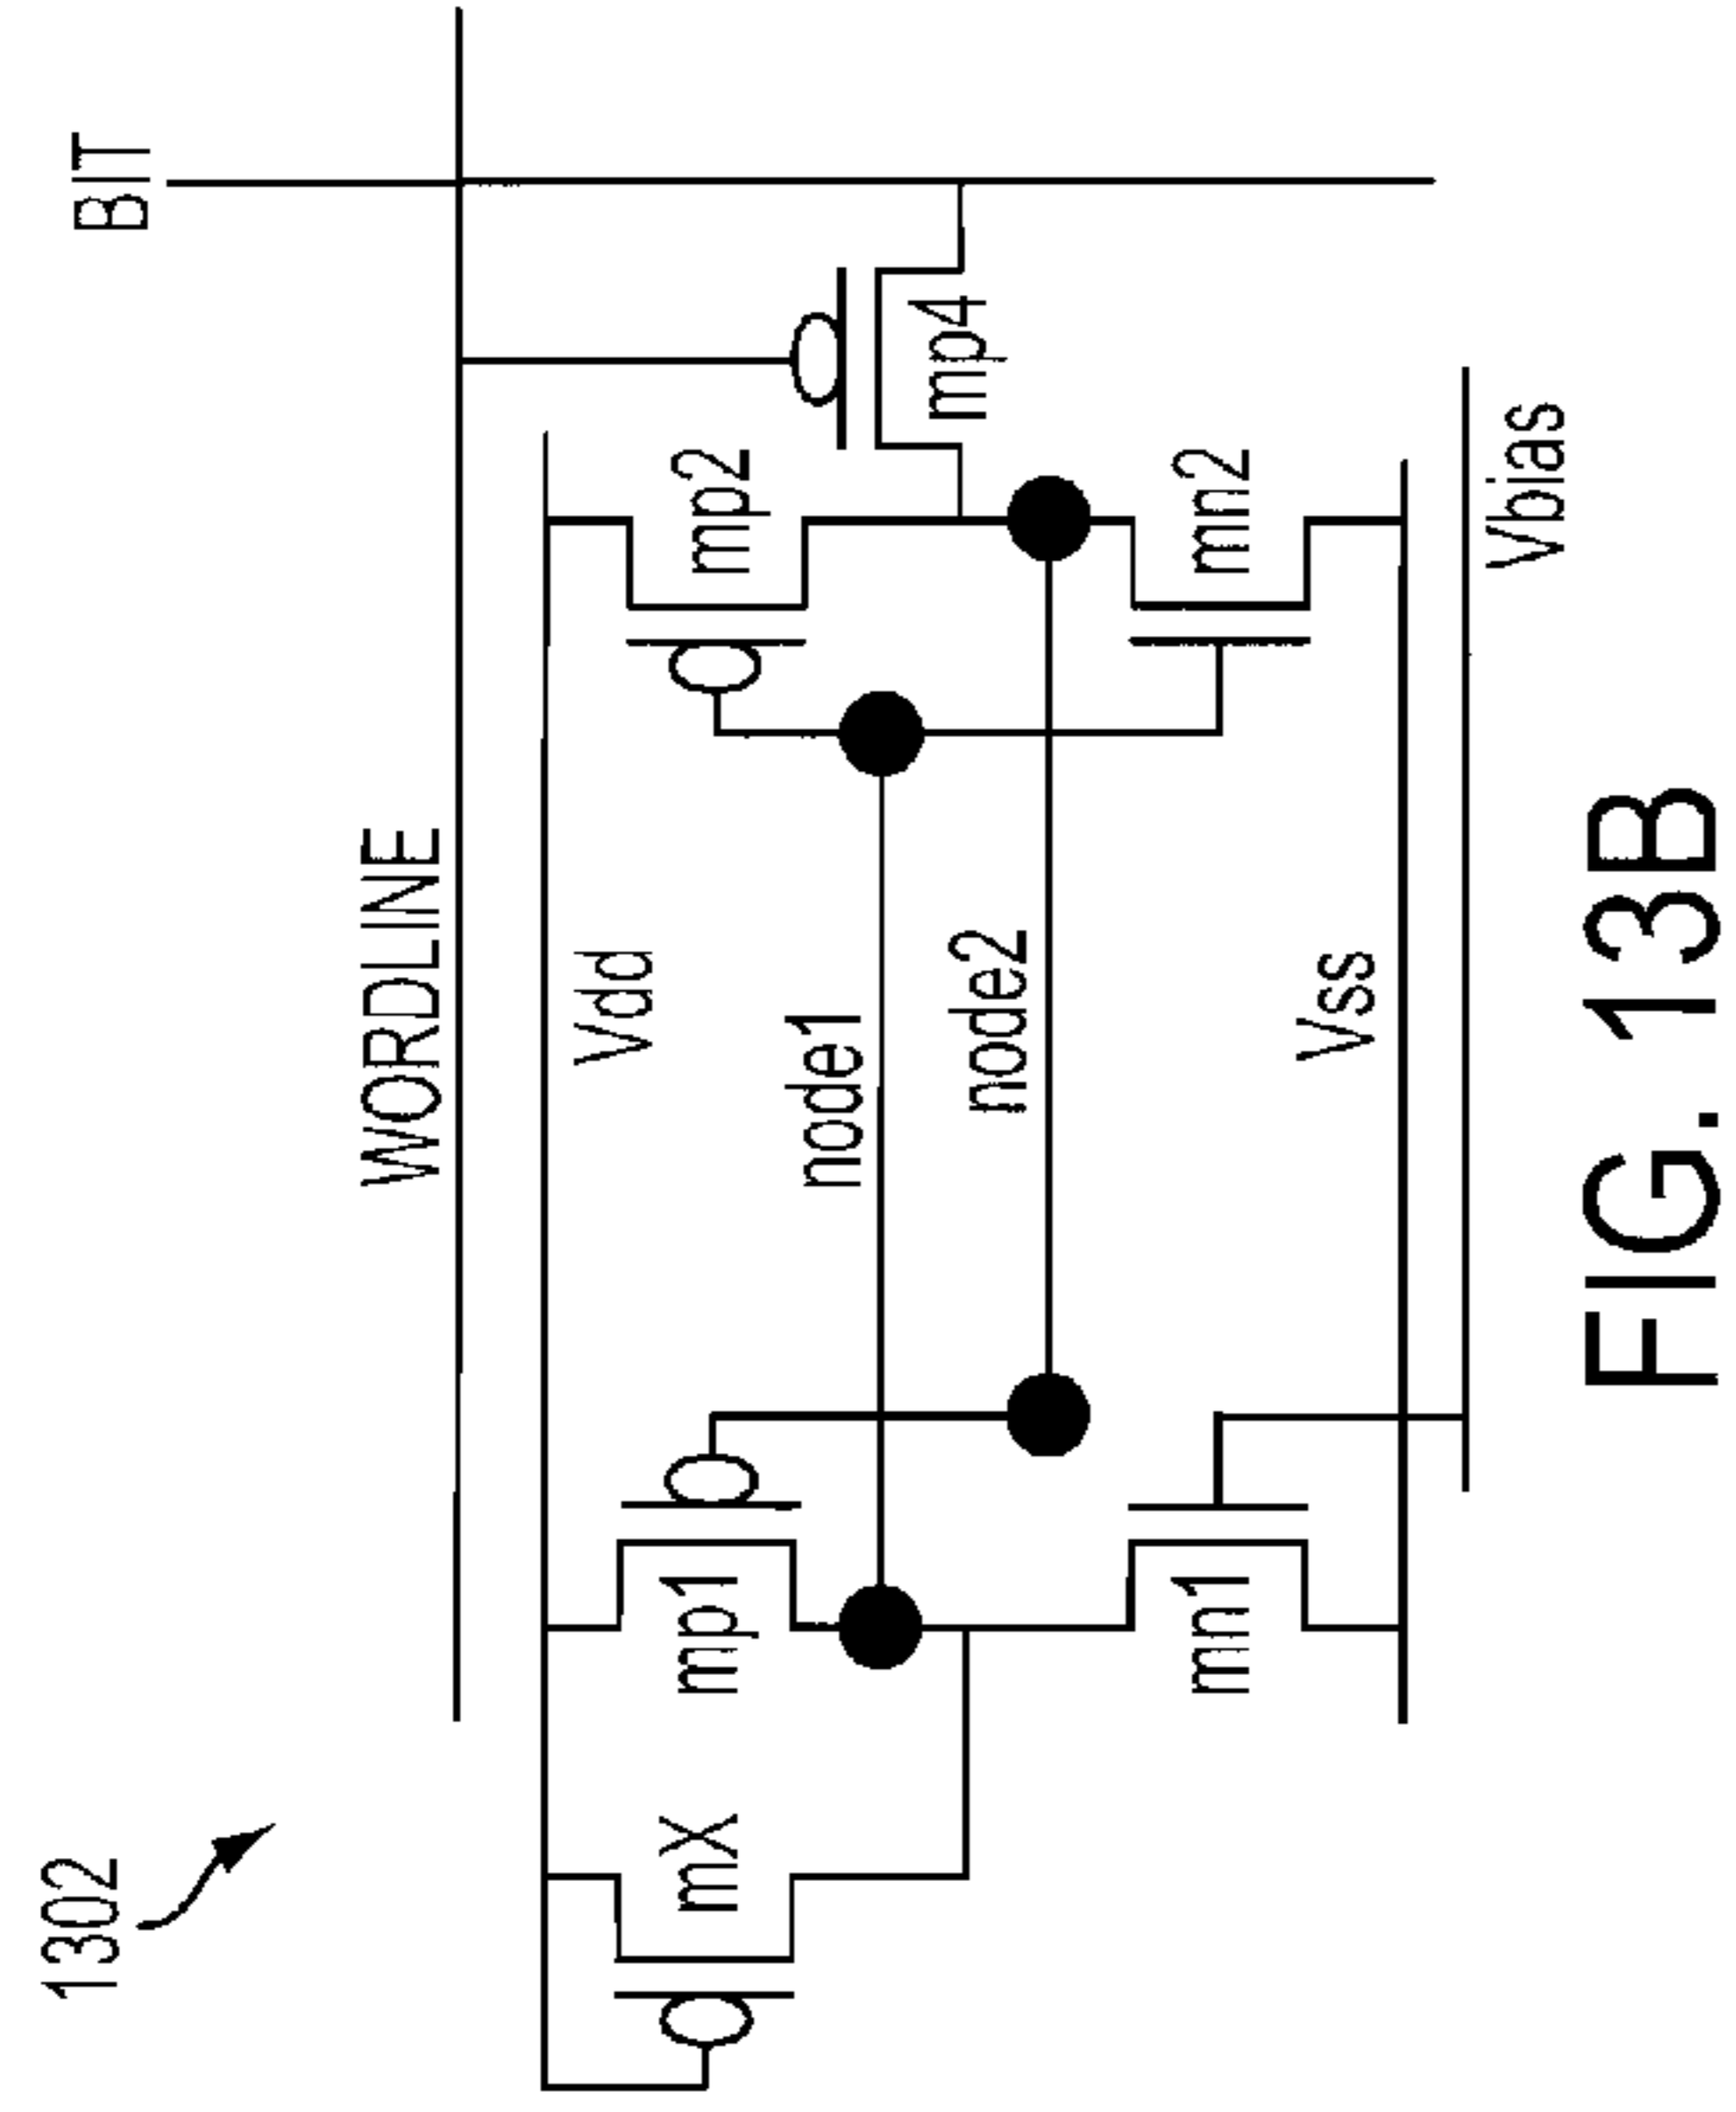 1302
BIT
WORDLINE
Vdd
mX
mp1
mp2
mp4
node1
node2
mn1
mn2
Vss
Vbias
FIG. 13B